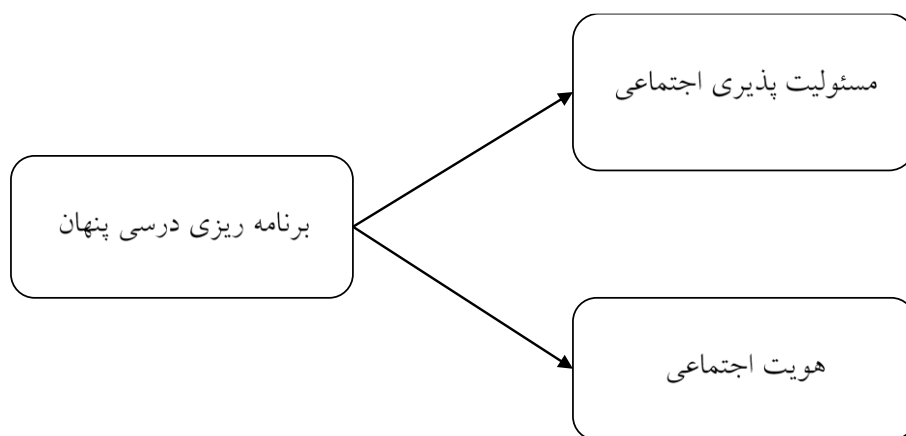 مسئولیت پذیری اجتماعی
برنامه ریزی درسی پنهان
هویت اجتماعی